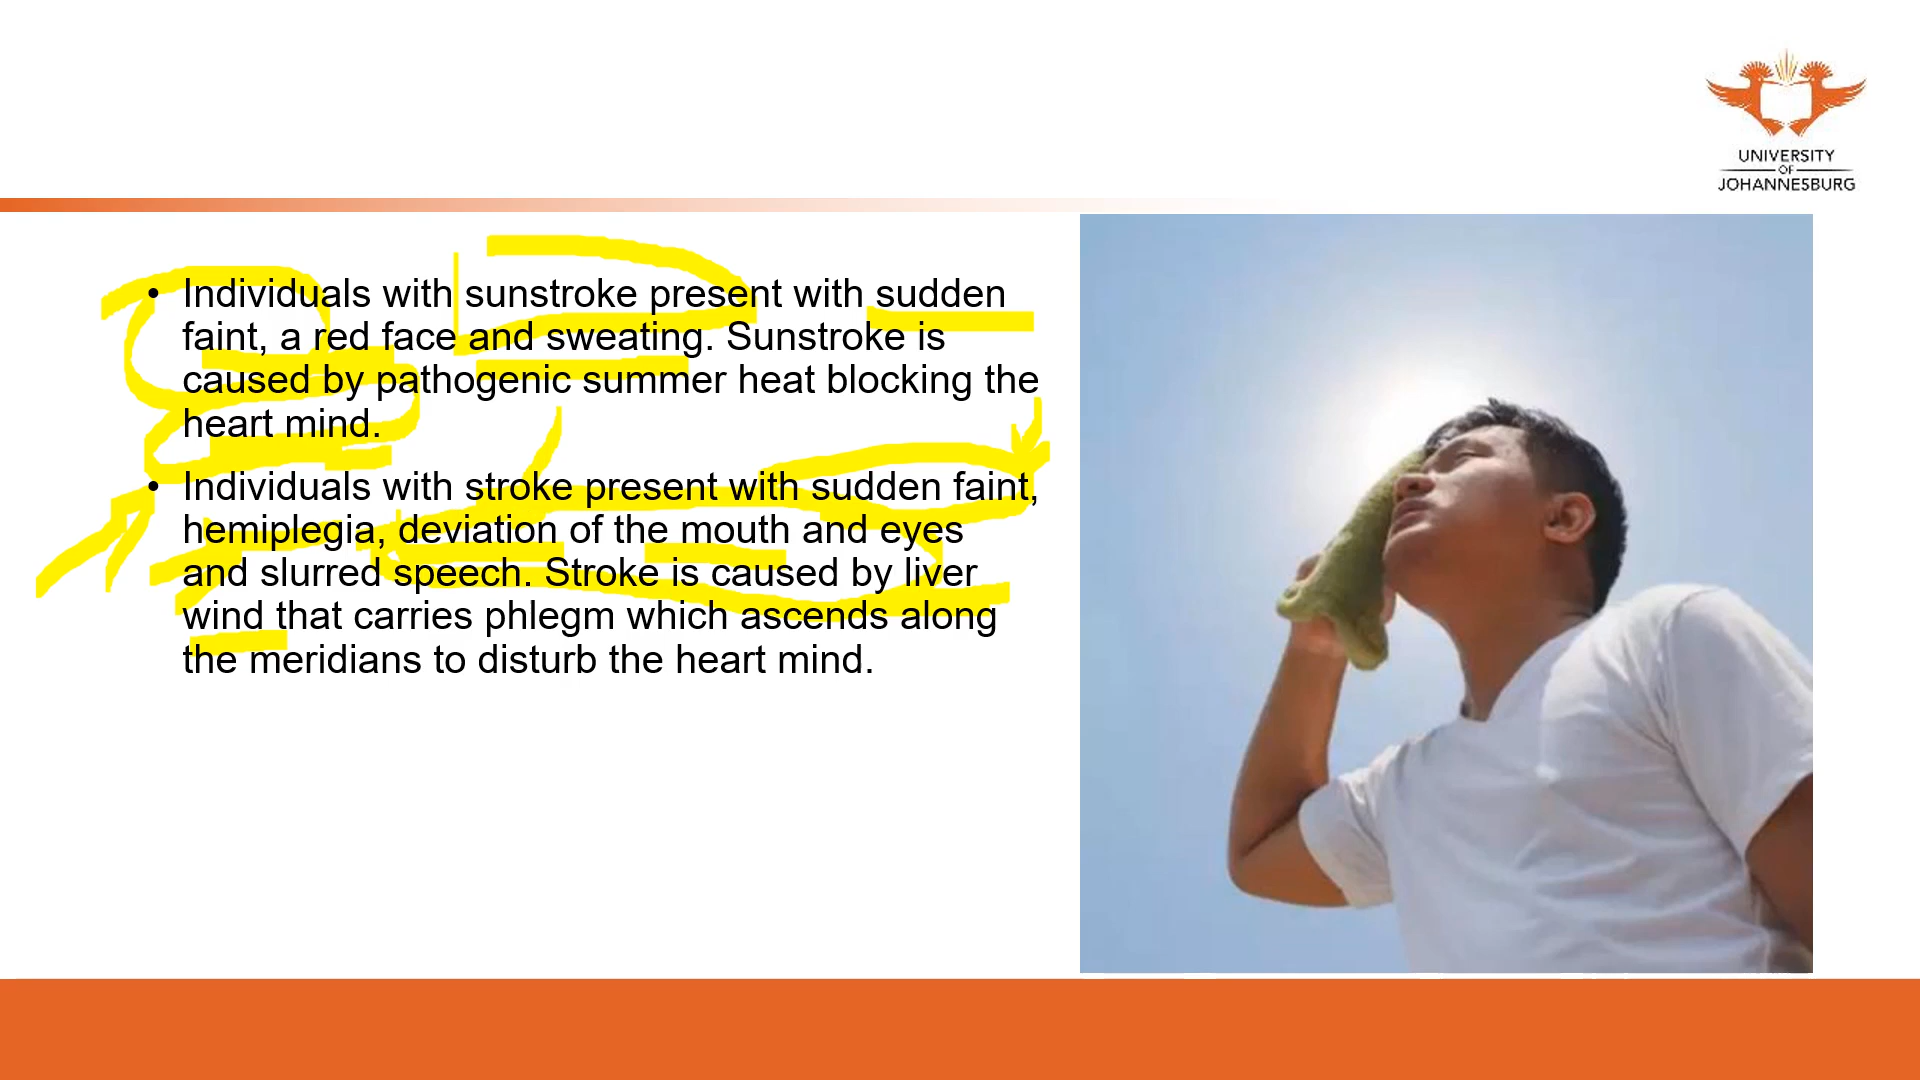 UNIVERSITY
OF
JOHANNESBURG
• Individuals with sunstroke present with sudden
faint, a red face and sweating. Sunstroke is
caused by pathogenic summer heat blocking the
heart mind.
• Individuals with stroke present with sudden faint,
hemiplegia, deviation of the mouth and eyes
and slurred speech. Stroke is caused by liver
wind that carries phlegm which ascends along
the meridians to disturb the heart mind.